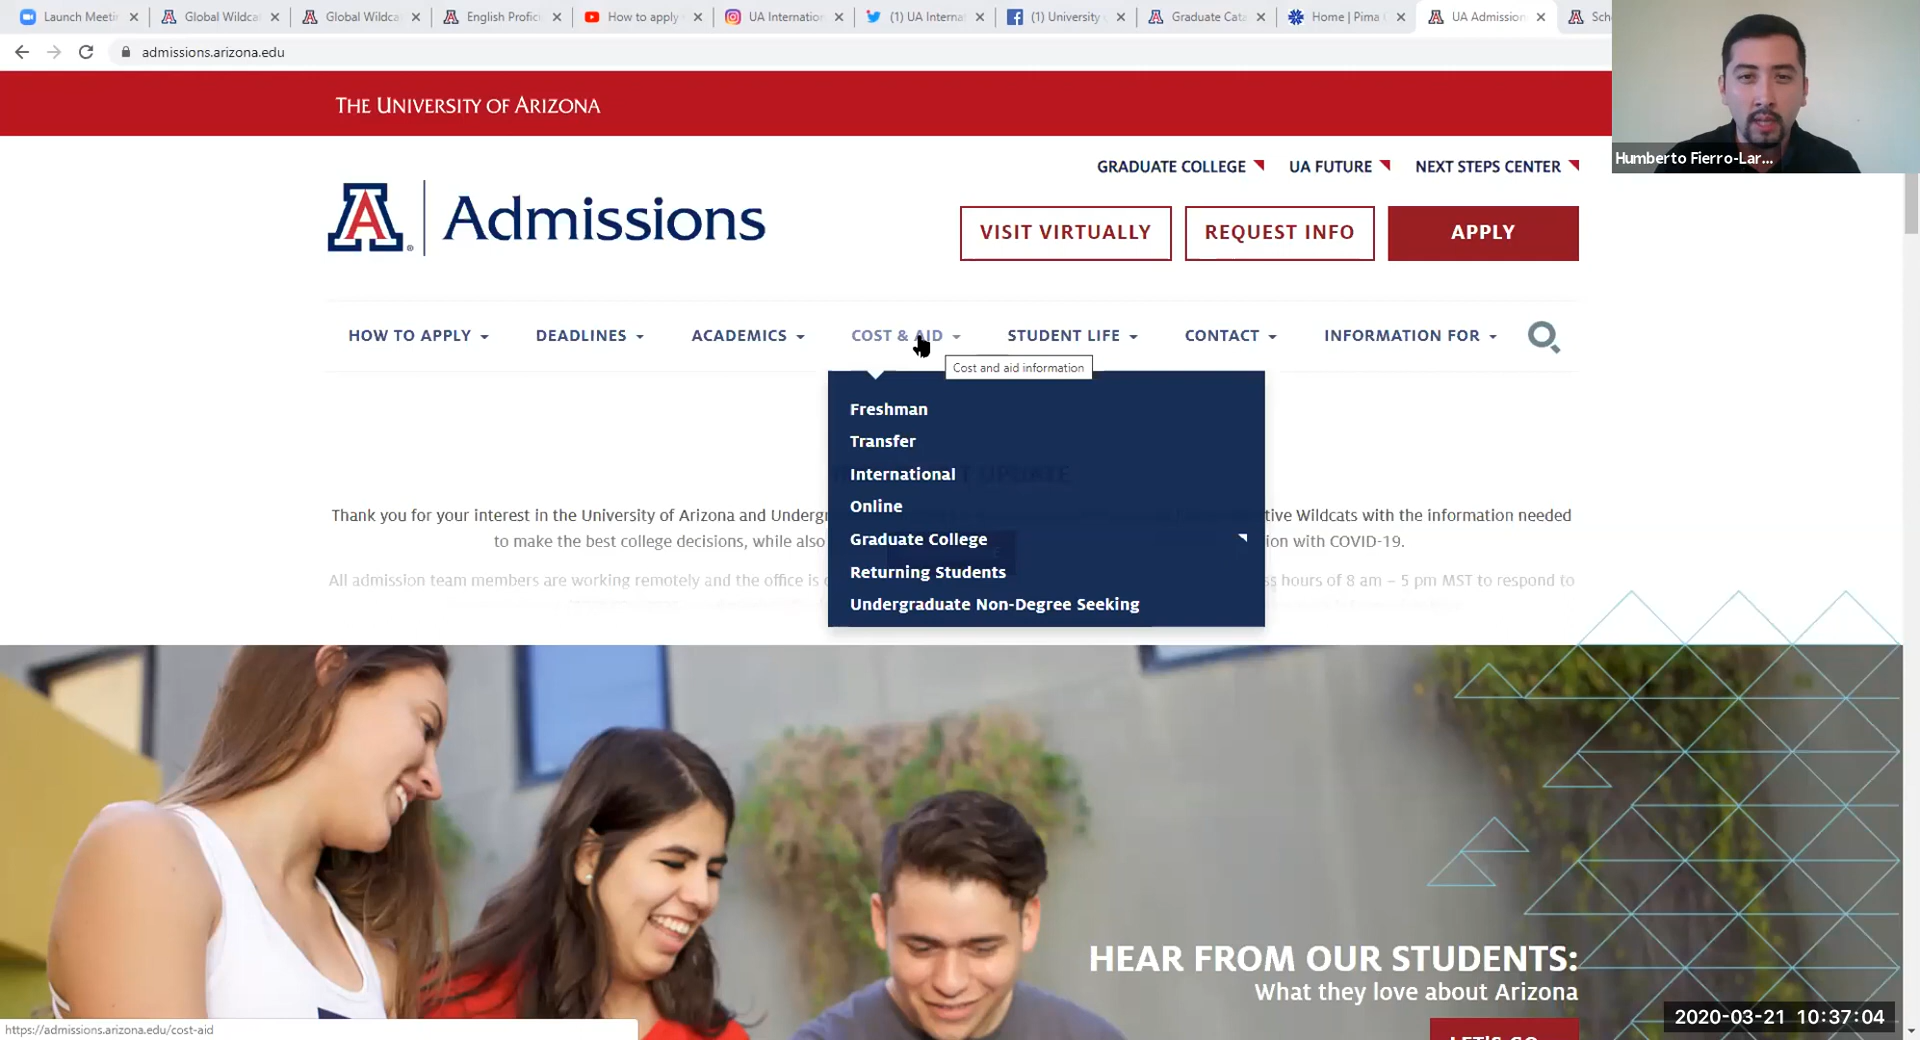 Launch Meeti
Global Wildca
Global Wildca
English Profic
How to apply
UA Internatio
(1) UA Interna
(1) University
Graduate Cata
Home | Pima
UA Admission
Sch
admissions.arizona.edu
THE UNIVERSITY OF ARIZONA
Humberto Fierro-Lar...
GRADUATE COLLEGE
UA FUTURE
NEXT STEPS CENTER
A
Admissions
VISIT VIRTUALLY
REQUEST INFO
APPLY
HOW TO APPLY
DEADLINES
ACADEMICS
COST & AID
STUDENT LIFE
CONTACT
INFORMATION FOR
Cost and aid information
Freshman
Transfer
International
Online
Graduate College
Returning Students
Undergraduate Non-Degree Seeking
Thank you for your interest in the University of Arizona and Underg tive Wildcats with the information needed
to make the best college decisions, while also ion with COVID-19.
All admission team members are working remotely and the office is ss hours of 8 am – 5 pm MST to respond to
HEAR FROM OUR STUDENTS:
What they love about Arizona
LET'S GO
https://admissions.arizona.edu/cost-aid
2020-03-21 10:37:04